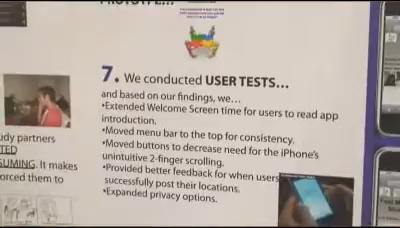 7. We conducted USER TESTS...
and based on our findings, we...
•Extended Welcome Screen time for users to read app
introduction.
•Moved menu bar to the top for consistency.
•Moved buttons to decrease need for the iPhone's
unintuitive 2-finger scrolling.
•Provided better feedback for when users
successfully post their locations.
•Expanded privacy options.
udy partners
TED
SUMING. It makes
orced them to